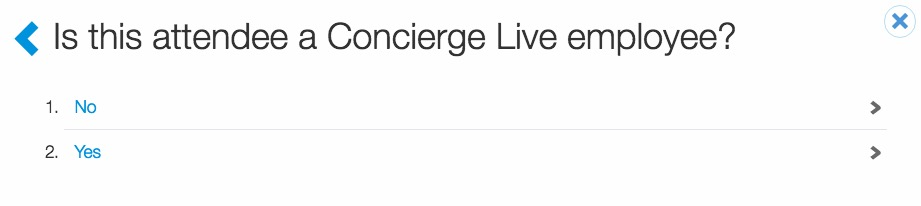 Is this attendee a Concierge Live employee?
1. No
2. Yes